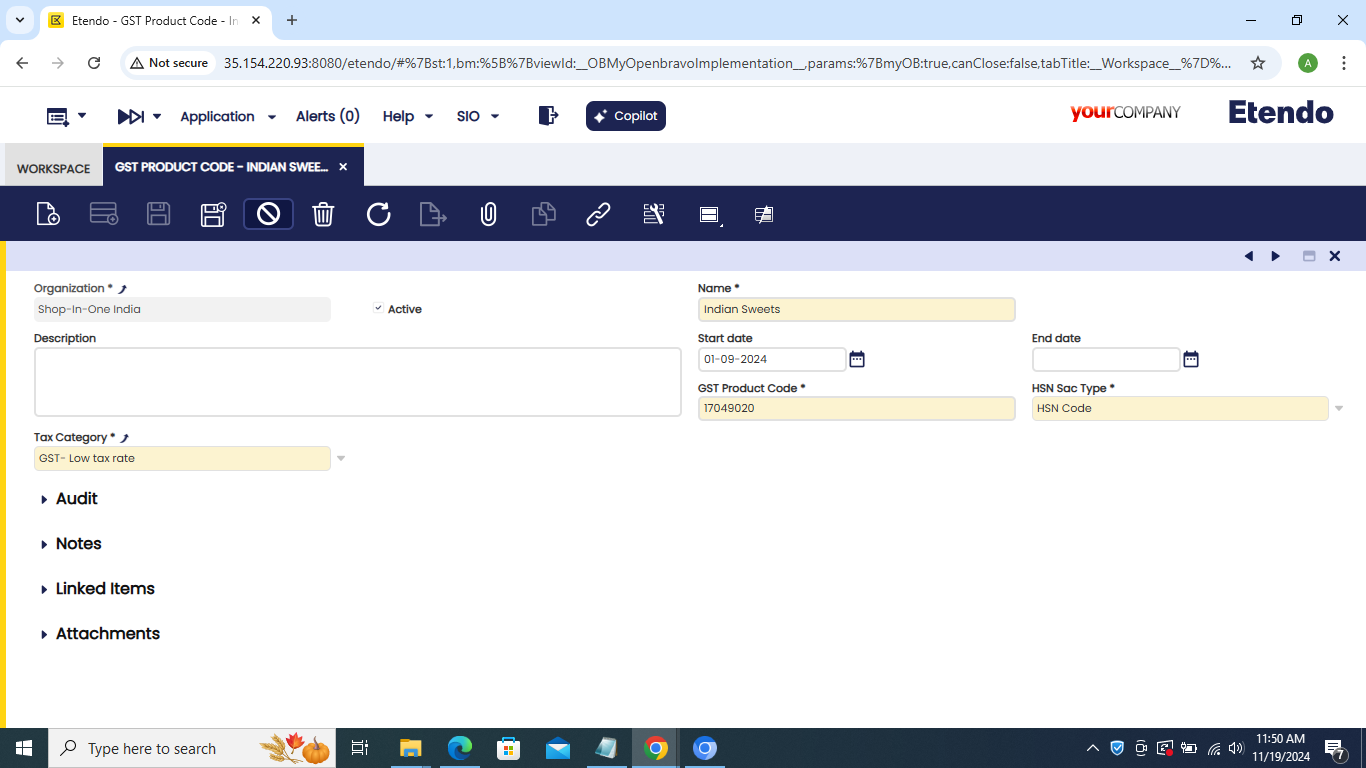 Etendo - GST Product Code - In
Not secure
35.154.220.93:8080/etendo/#%7Bst:1,bm:%5B%7BviewId:__OBMyOpenbravoImplementation__,params:%7BmyOB:true,canClose:false,tabTitle:__Workspace__%7D%...
A
Application
Alerts (0)
Help
SIO
Copilot
yourCOMPANY
Etendo
WORKSPACE
GST PRODUCT CODE - INDIAN SWEE...
Organization *
Shop-In-One India
Active
Name *
Indian Sweets
Description
Start date
01-09-2024
End date
GST Product Code *
17049020
HSN Sac Type *
HSN Code
Tax Category *
GST- Low tax rate
Audit
Notes
Linked Items
Attachments
Type here to search
11:50 AM
11/19/2024
7